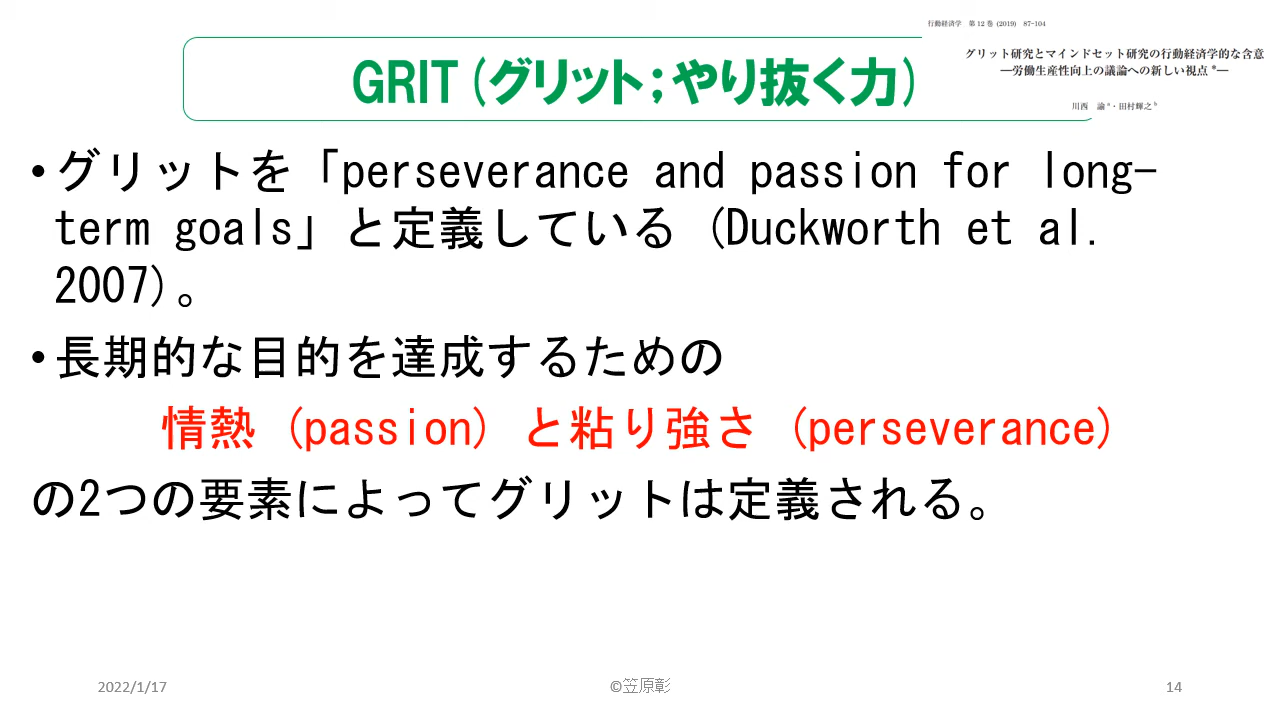 行動経済学 第12巻 (2019) 87-104
グリット研究とマインドセット研究の行動経済学的な含意
―労働生産性向上の議論への新しい視点*―
川西 諭a・田村輝之b
GRIT(グリット;やり抜く力)
•グリットを「perseverance and passion for long-
term goals」と定義している (Duckworth et al.
2007)。
•長期的な目的を達成するための
情熱 (passion) と粘り強さ (perseverance)
の2つの要素によってグリットは定義される。
2022/1/17
©笠原彰
14